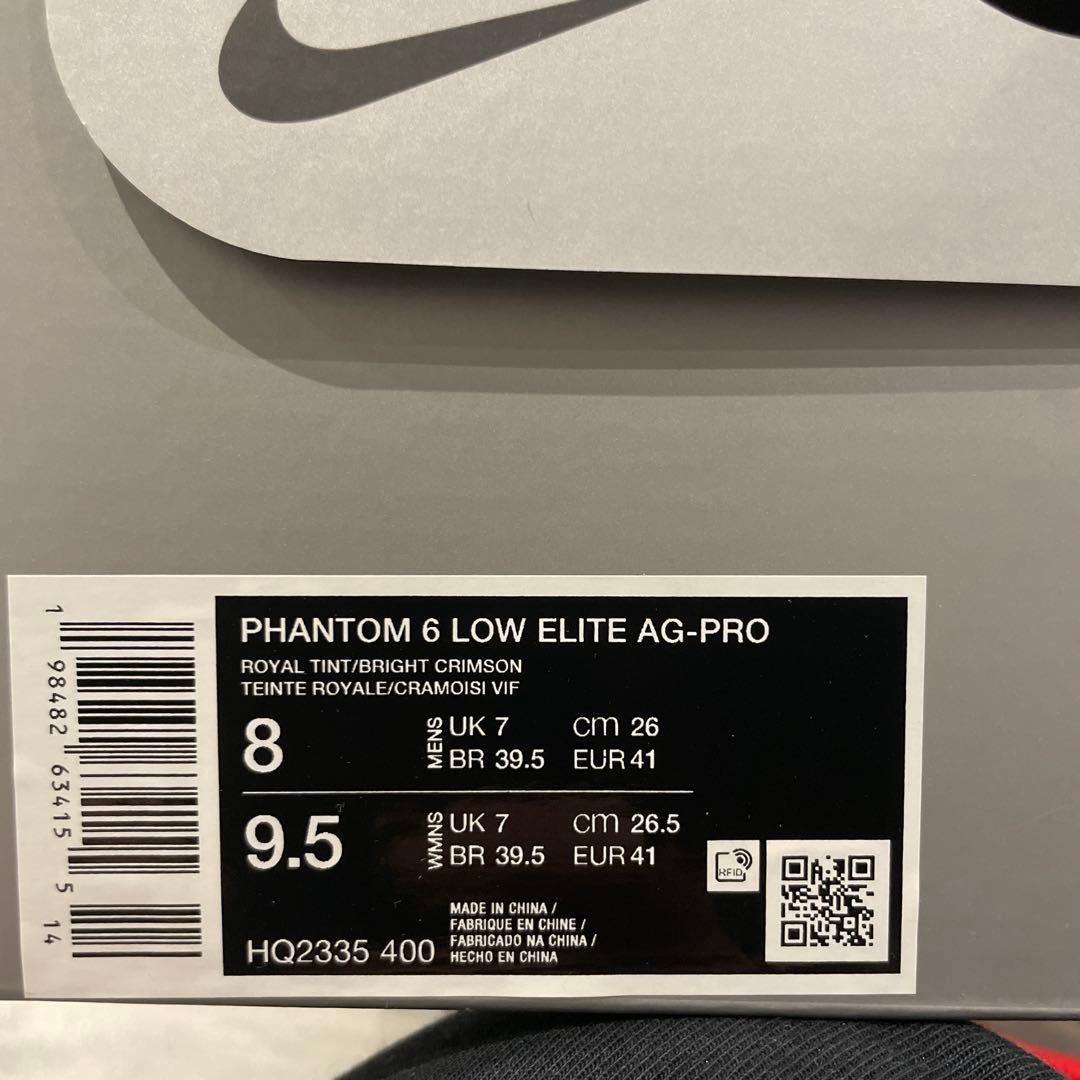 PHANTOM 6 LOW ELITE AG-PRO
ROYAL TINT/BRIGHT CRIMSON
TEINTE ROYALE/CRAMOISI VIF
8 MENS UK 7 cm 26
BR 39.5 EUR 41
9.5 WMNS UK 7 cm 26.5
BR 39.5 EUR 41
RFID
MADE IN CHINA /
FABRIQUE EN CHINE /
FABRICADO NA CHINA /
HECHO EN CHINA
HQ2335 400
1 98482 63415 5 14